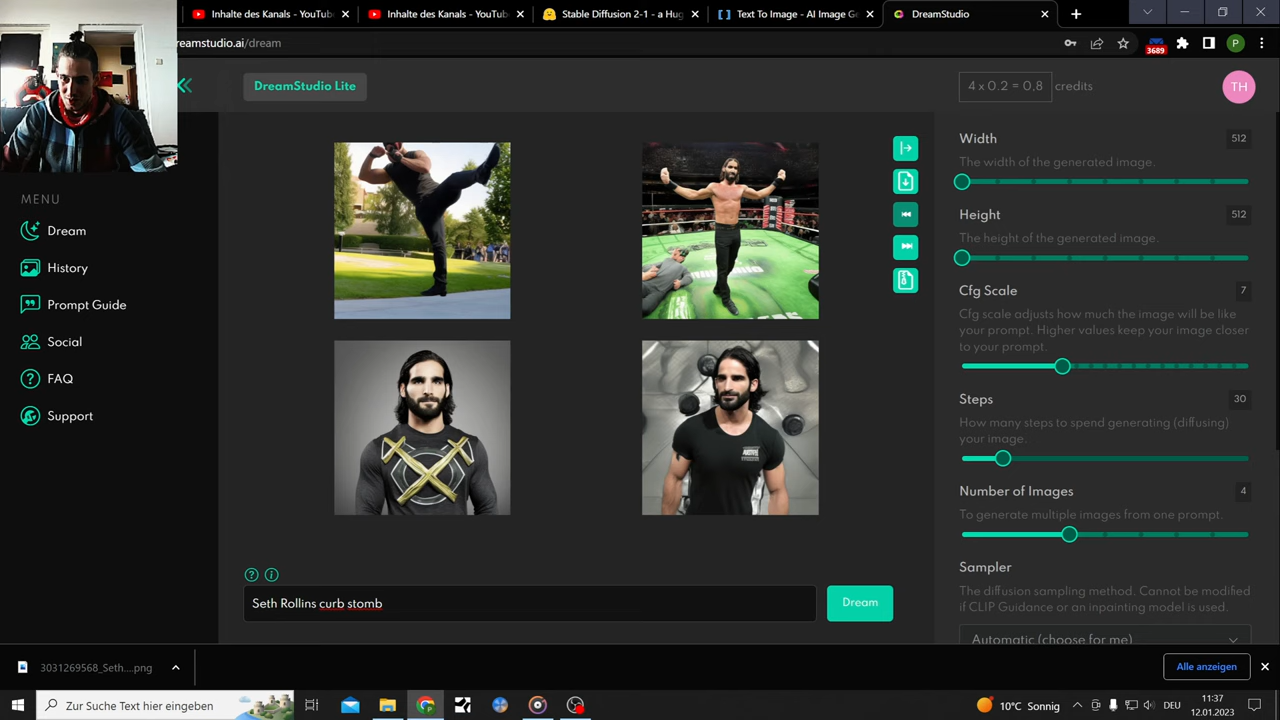 Inhalte des Kanals - YouTub
Inhalte des Kanals - YouTub
Stable Diffusion 2-1 - a Hug
Text To Image - AI Image Ge
DreamStudio
reamstudio.ai/dream
3689
P
DreamStudio Lite
4 x 0.2 = 0,8 credits
TH
MENU
Dream
History
Prompt Guide
Social
FAQ
Support
Width
512
The width of the generated image.
Height
512
The height of the generated image.
Cfg Scale
7
Cfg scale adjusts how much the image will be like
your prompt. Higher values keep your image closer
to your prompt.
Steps
30
How many steps to spend generating (diffusing)
your image.
Number of Images
4
To generate multiple images from one prompt.
Sampler
The diffusion sampling method. Cannot be modified
if CLIP Guidance or an inpainting model is used.
Automatic (choose for me)
Seth Rollins curb stomb
Dream
3031269568_Seth....png
Alle anzeigen
Zur Suche Text hier eingeben
10°C Sonnig
DEU
11:37
12.01.2023